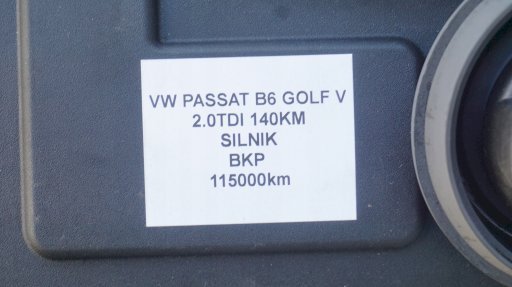 VW PASSAT B6 GOLF V
2.0TDI 140KM
SILNIK
BKP
115000km